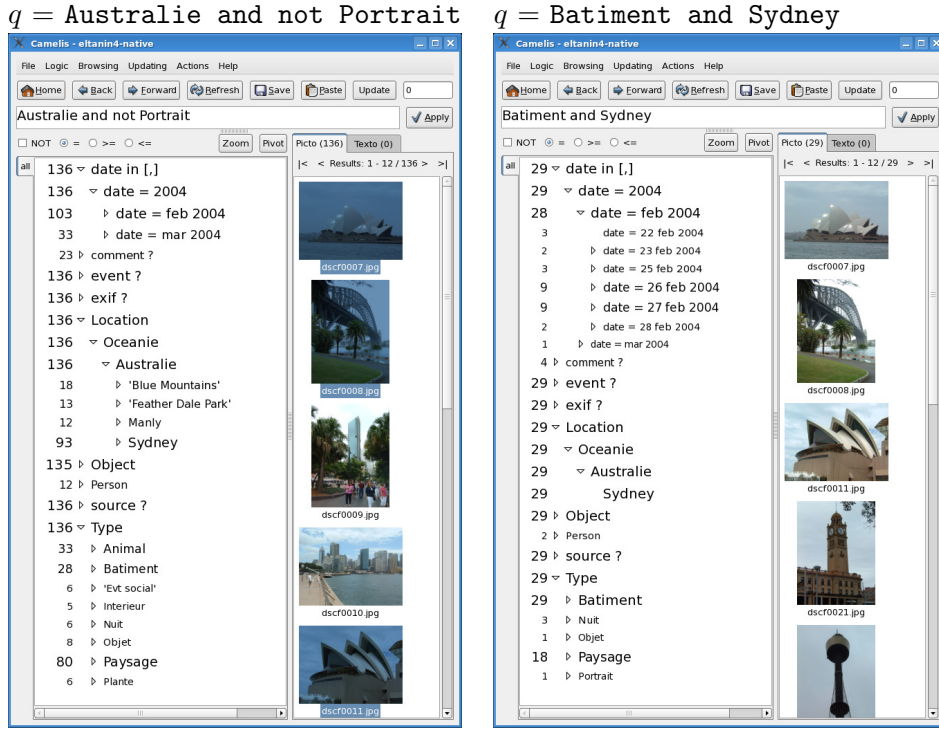 q = Australie and not Portrait
Camelis - eltanin4-native
File Logic Browsing Updating Actions Help
Home Back Forward Refresh Save Paste Update 0
Australie and not Portrait Apply
NOT = >= <= Zoom Pivot Picto (136) Texto (0)
all
136 date in [,]
136 date = 2004
103 date = feb 2004
33 date = mar 2004
23 comment ?
136 event ?
136 exif ?
136 Location
136 Oceanie
136 Australie
18 'Blue Mountains'
13 'Feather Dale Park'
12 Manly
93 Sydney
135 Object
12 Person
136 source ?
136 Type
33 Animal
28 Batiment
6 'Evt social'
5 Interieur
6 Nuit
8 Objet
80 Paysage
6 Plante
|< < Results: 1 - 12 / 136 > >|
dscf0007.jpg
dscf0008.jpg
dscf0009.jpg
dscf0010.jpg
dscf0011.jpg
q = Batiment and Sydney
Camelis - eltanin4-native
File Logic Browsing Updating Actions Help
Home Back Forward Refresh Save Paste Update 0
Batiment and Sydney Apply
NOT = >= <= Zoom Pivot Picto (29) Texto (0)
all
29 date in [,]
29 date = 2004
28 date = feb 2004
3 date = 22 feb 2004
2 date = 23 feb 2004
3 date = 25 feb 2004
9 date = 26 feb 2004
9 date = 27 feb 2004
2 date = 28 feb 2004
1 date = mar 2004
4 comment ?
29 event ?
29 exif ?
29 Location
29 Oceanie
29 Australie
29 Sydney
29 Object
2 Person
29 source ?
29 Type
29 Batiment
3 Nuit
1 Objet
18 Paysage
1 Portrait
|< < Results: 1 - 12 / 29 > >|
dscf0007.jpg
dscf0008.jpg
dscf0011.jpg
dscf0021.jpg